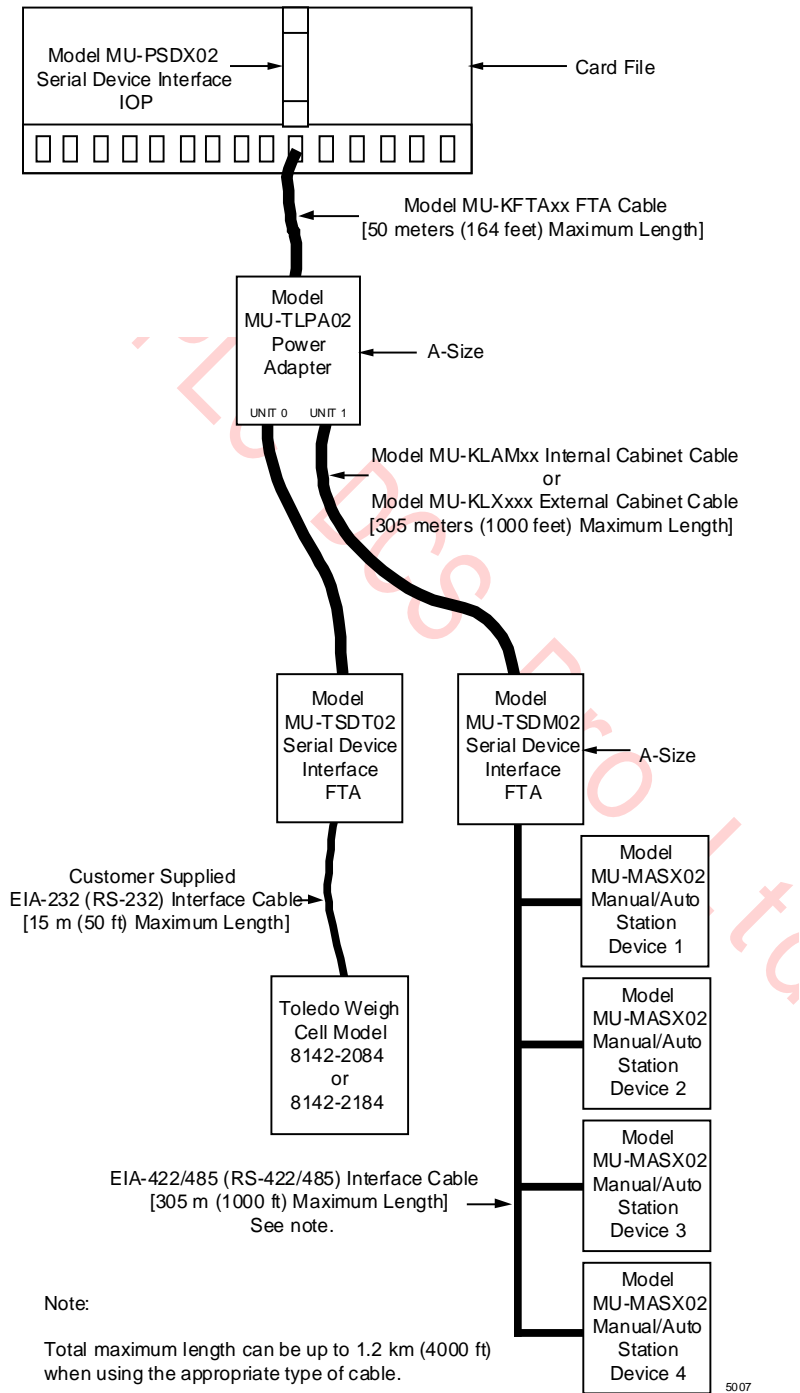 Model MU-PSDX02
Serial Device Interface
IOP
Card File
Model MU-KFTAxx FTA Cable
[50 meters (164 feet) Maximum Length]
Model
MU-TLPA02
Power
Adapter
A-Size
UNIT 0 UNIT 1
Model MU-KLAMxx Internal Cabinet Cable
or
Model MU-KLXxxx External Cabinet Cable
[305 meters (1000 feet) Maximum Length]
Model
MU-TSDT02
Serial Device
Interface
FTA
Model
MU-TSDM02
Serial Device
Interface
FTA
A-Size
Customer Supplied
EIA-232 (RS-232) Interface Cable
[15 m (50 ft) Maximum Length]
Model
MU-MASX02
Manual/Auto
Station
Device 1
Toledo Weigh
Cell Model
8142-2084
or
8142-2184
Model
MU-MASX02
Manual/Auto
Station
Device 2
EIA-422/485 (RS-422/485) Interface Cable
[305 m (1000 ft) Maximum Length]
See note.
Model
MU-MASX02
Manual/Auto
Station
Device 3
Model
MU-MASX02
Manual/Auto
Station
Device 4
Note:
Total maximum length can be up to 1.2 km (4000 ft)
when using the appropriate type of cable.
5007
DCS Pro Ltd